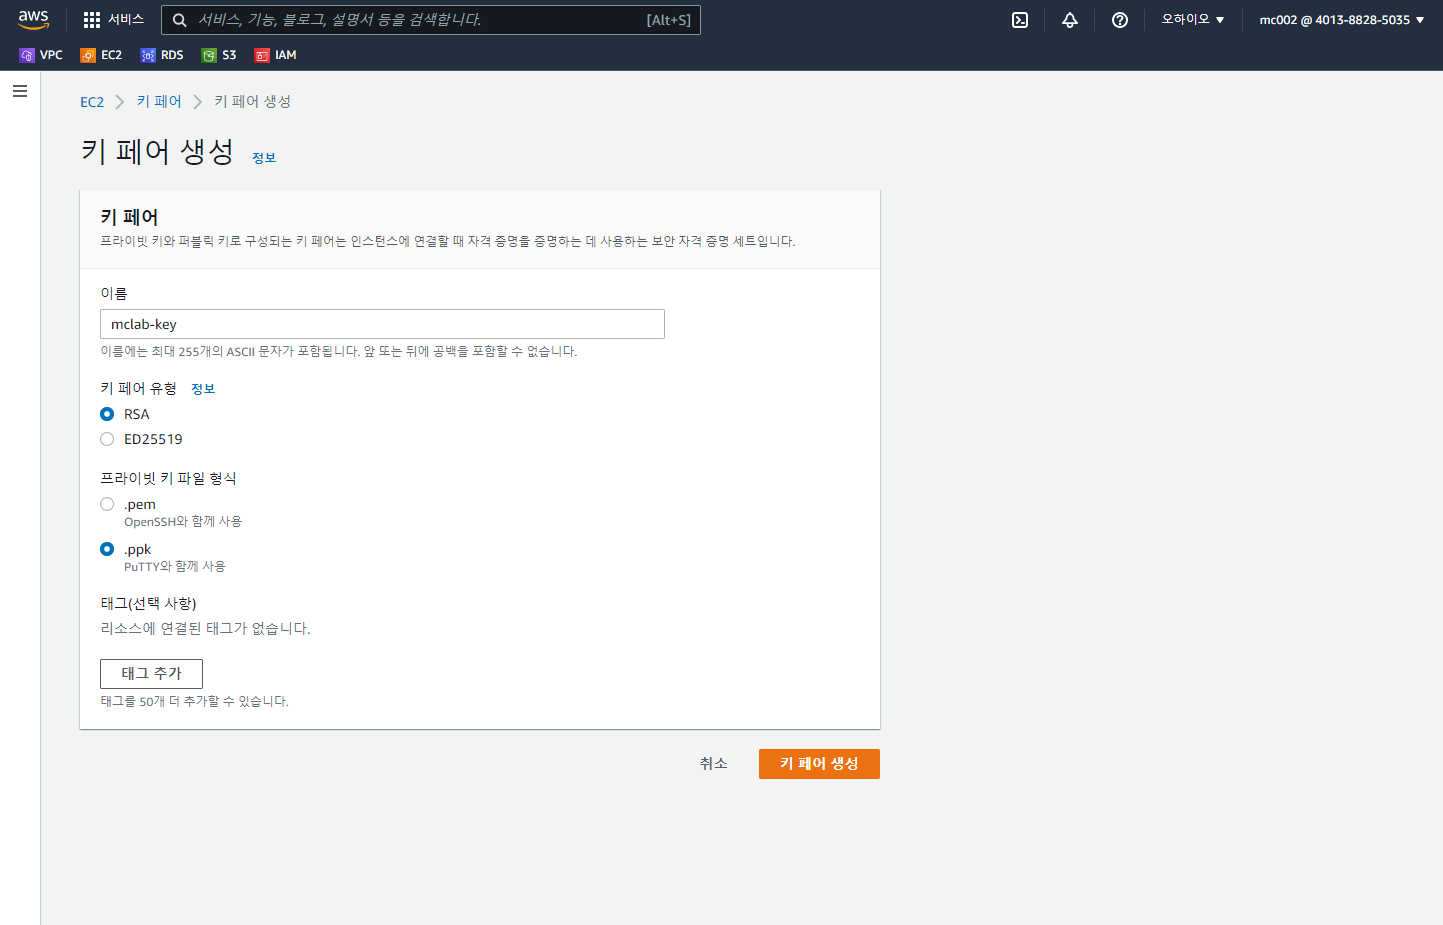 aws 서비스 서비스, 기능, 블로그, 설명서 등을 검색합니다. [Alt+S] 오하이오 ▼ mc002 @ 4013-8828-5035 ▼
VPC EC2 RDS S3 IAM
EC2 > 키 페어 > 키 페어 생성
키 페어 생성 정보
키 페어
프라이빗 키와 퍼블릭 키로 구성되는 키 페어는 인스턴스에 연결할 때 자격 증명을 증명하는 데 사용하는 보안 자격 증명 세트입니다.
이름
mclab-key
이름에는 최대 255개의 ASCII 문자가 포함됩니다. 앞 또는 뒤에 공백을 포함할 수 없습니다.
키 페어 유형 정보
RSA
ED25519
프라이빗 키 파일 형식
.pem
OpenSSH와 함께 사용
.ppk
PuTTY와 함께 사용
태그(선택 사항)
리소스에 연결된 태그가 없습니다.
태그 추가
태그를 50개 더 추가할 수 있습니다.
취소 키 페어 생성